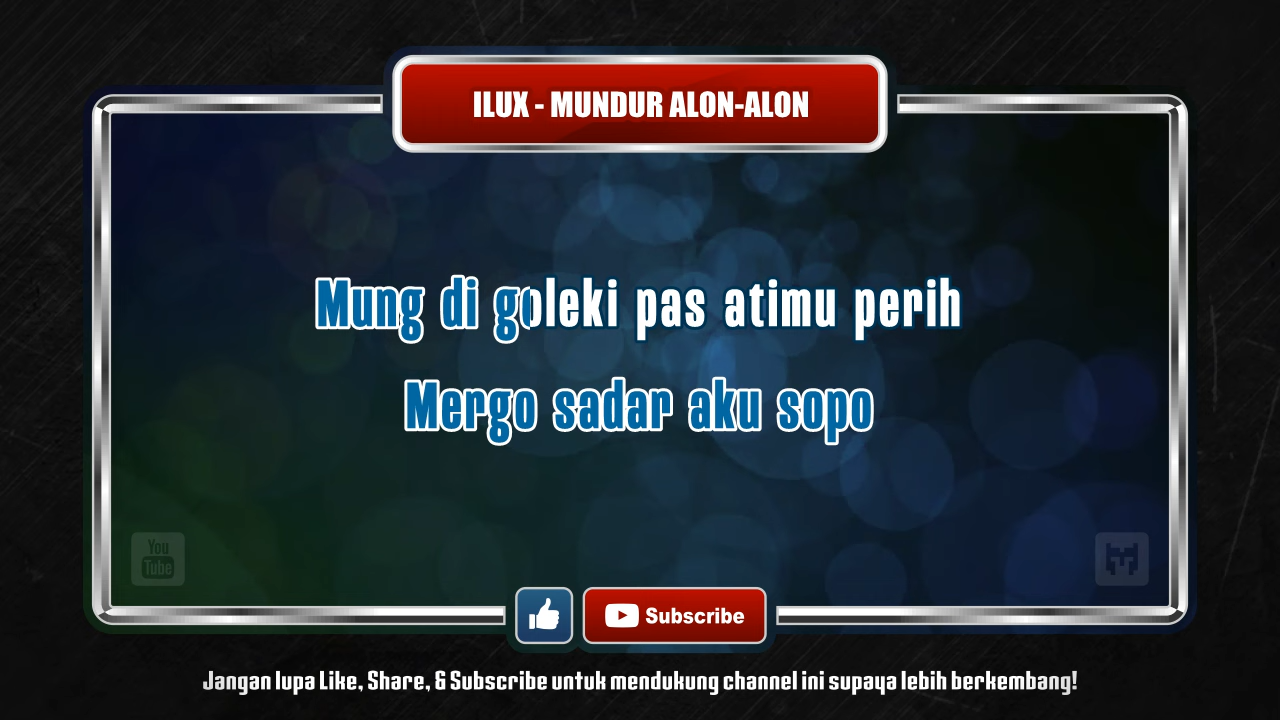 ILUX - MUNDUR ALON-ALON
Mung di goleki pas atimu perih
Mergo sadar aku sopo
You
Tube
Subscribe
Jangan lupa Like, Share, & Subscribe untuk mendukung channel ini supaya lebih berkembang!